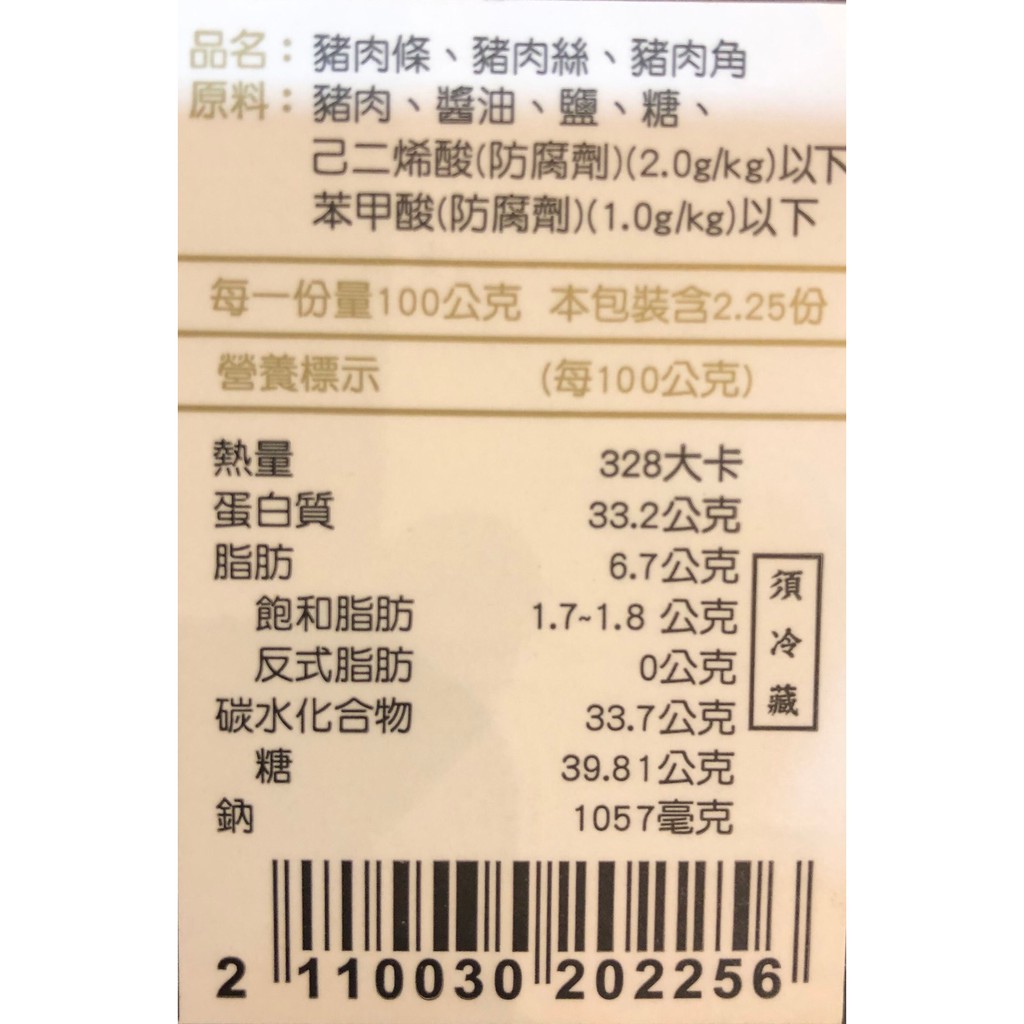 品名：豬肉條、豬肉絲、豬肉角
原料：豬肉、醬油、鹽、糖、
己二烯酸(防腐劑)(2.0g/kg)以下
苯甲酸(防腐劑)(1.0g/kg)以下
每一份量100公克 本包裝含2.25份
營養標示 (每100公克)
熱量 328大卡
蛋白質 33.2公克
脂肪 6.7公克
飽和脂肪 1.7~1.8 公克
反式脂肪 0公克
碳水化合物 33.7公克
糖 39.81公克
鈉 1057毫克
須冷藏
2 110030 202256